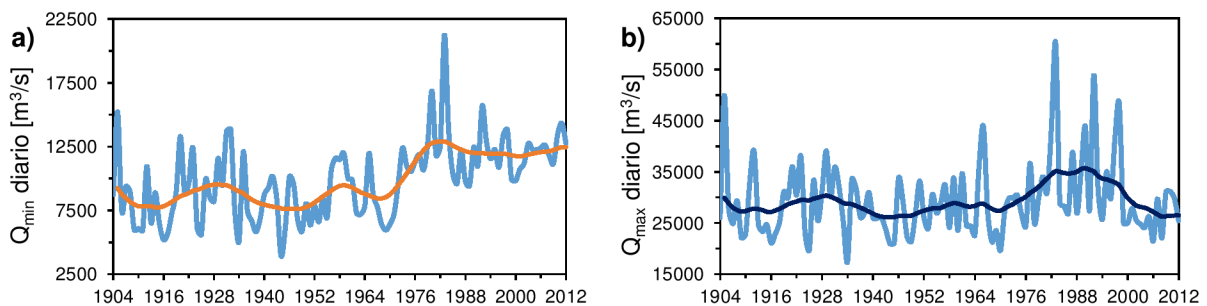 a)
Qmin diario [m³/s]
22500
17500
12500
7500
2500
1904 1916 1928 1940 1952 1964 1976 1988 2000 2012
b)
Qmax diario [m³/s]
65000
55000
45000
35000
25000
15000
1904 1916 1928 1940 1952 1964 1976 1988 2000 2012